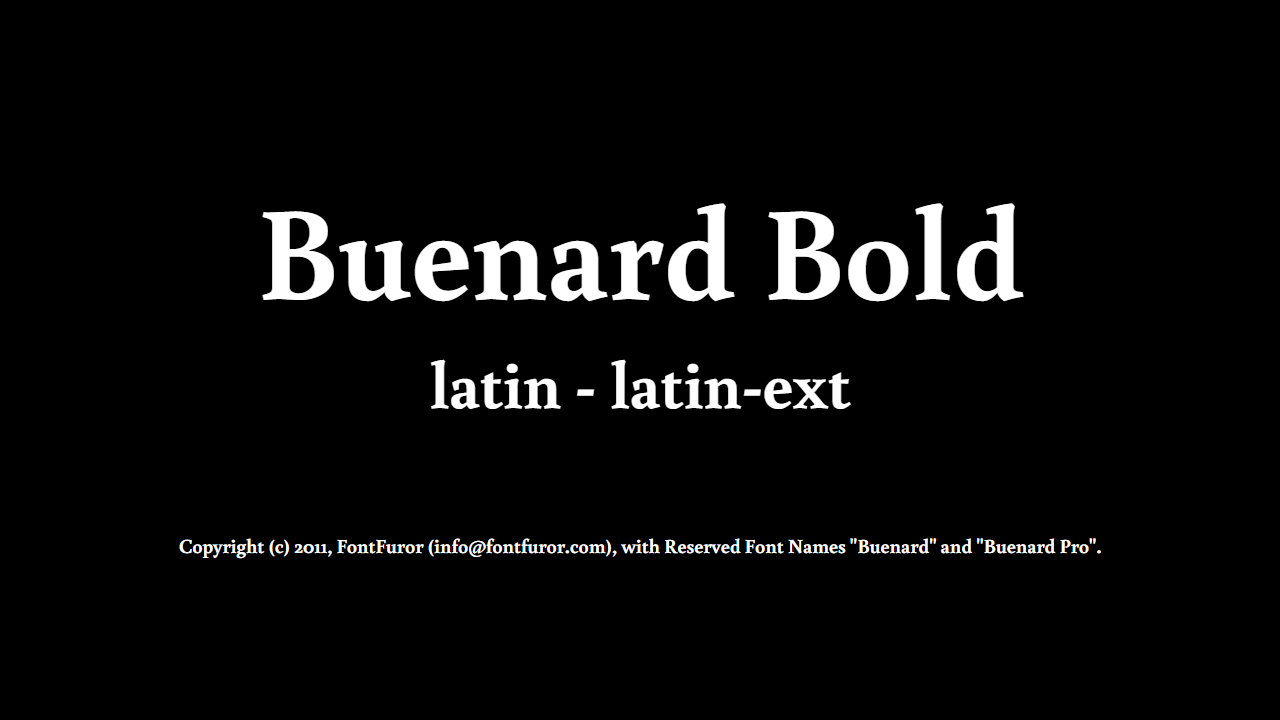 Buenard Bold
latin - latin-ext
Copyright (c) 2011, FontFuror (info@fontfuror.com), with Reserved Font Names "Buenard" and "Buenard Pro".